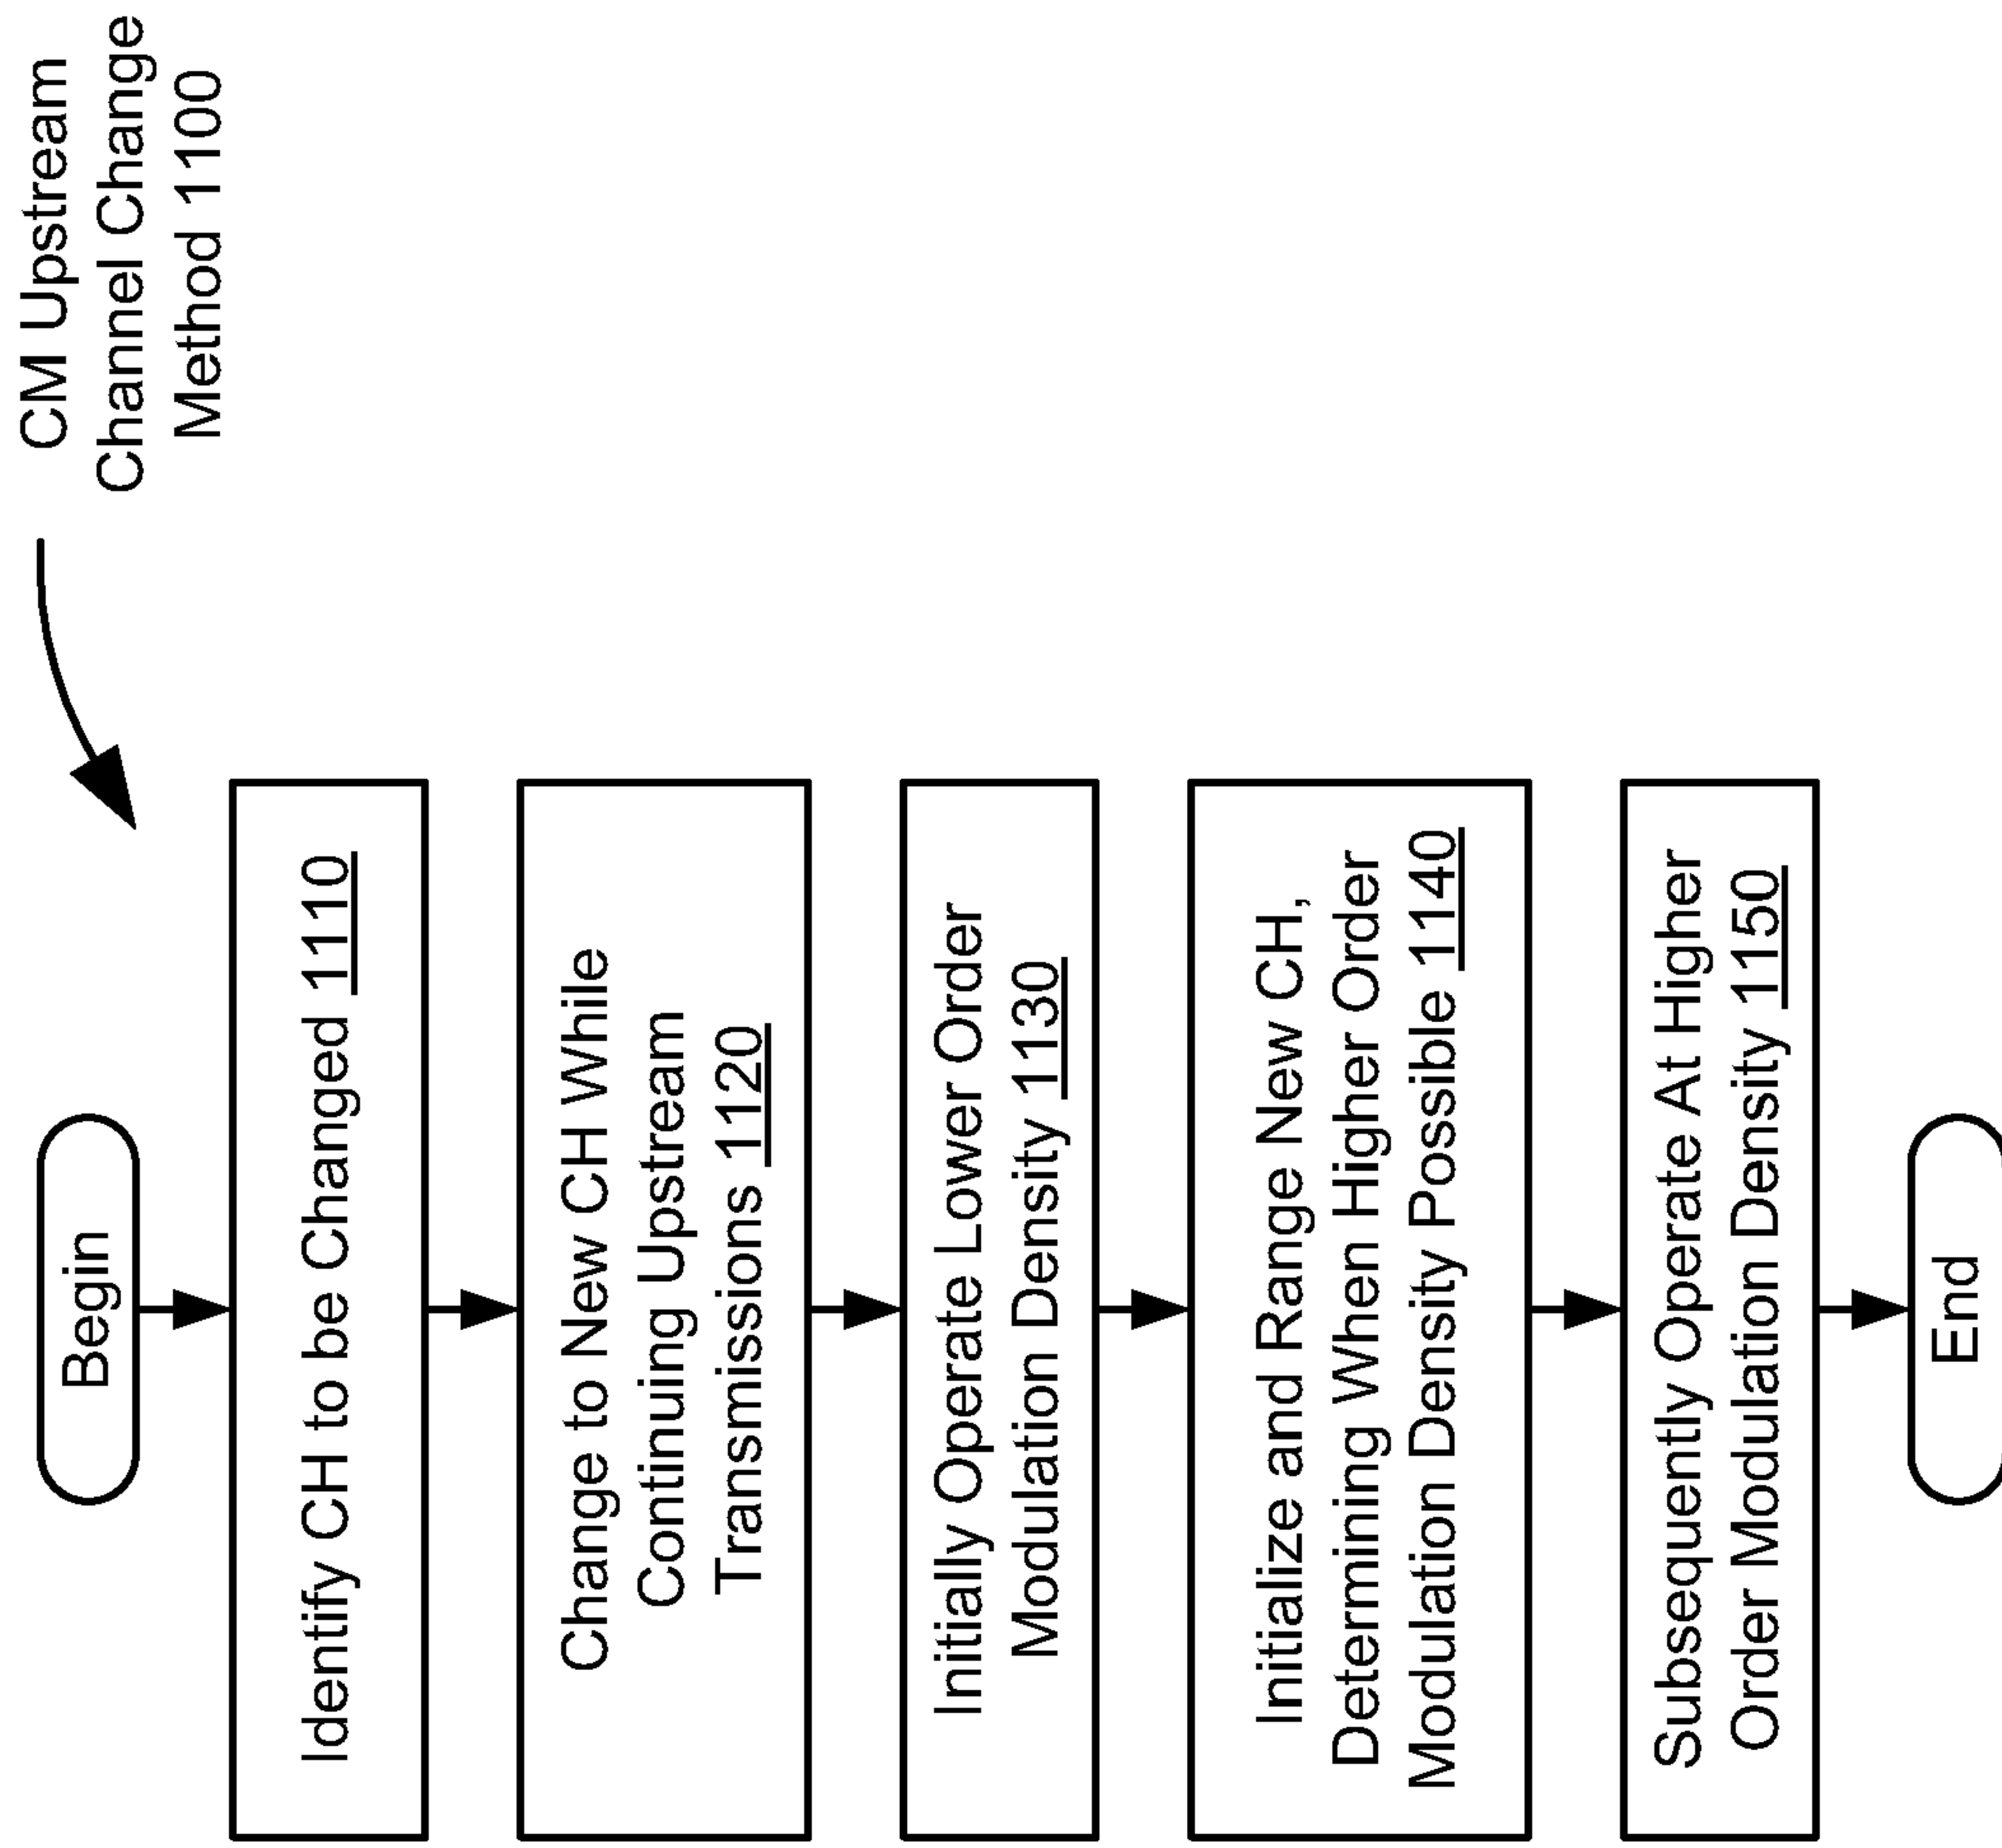 CM Upstream
Channel Change
Method 1100
Begin
Identify CH to be Changed 1110
Change to New CH While
Continuing Upstream
Transmissions 1120
Initially Operate Lower Order
Modulation Density 1130
Initialize and Range New CH,
Determining When Higher Order
Modulation Density Possible 1140
Subsequently Operate At Higher
Order Modulation Density 1150
End